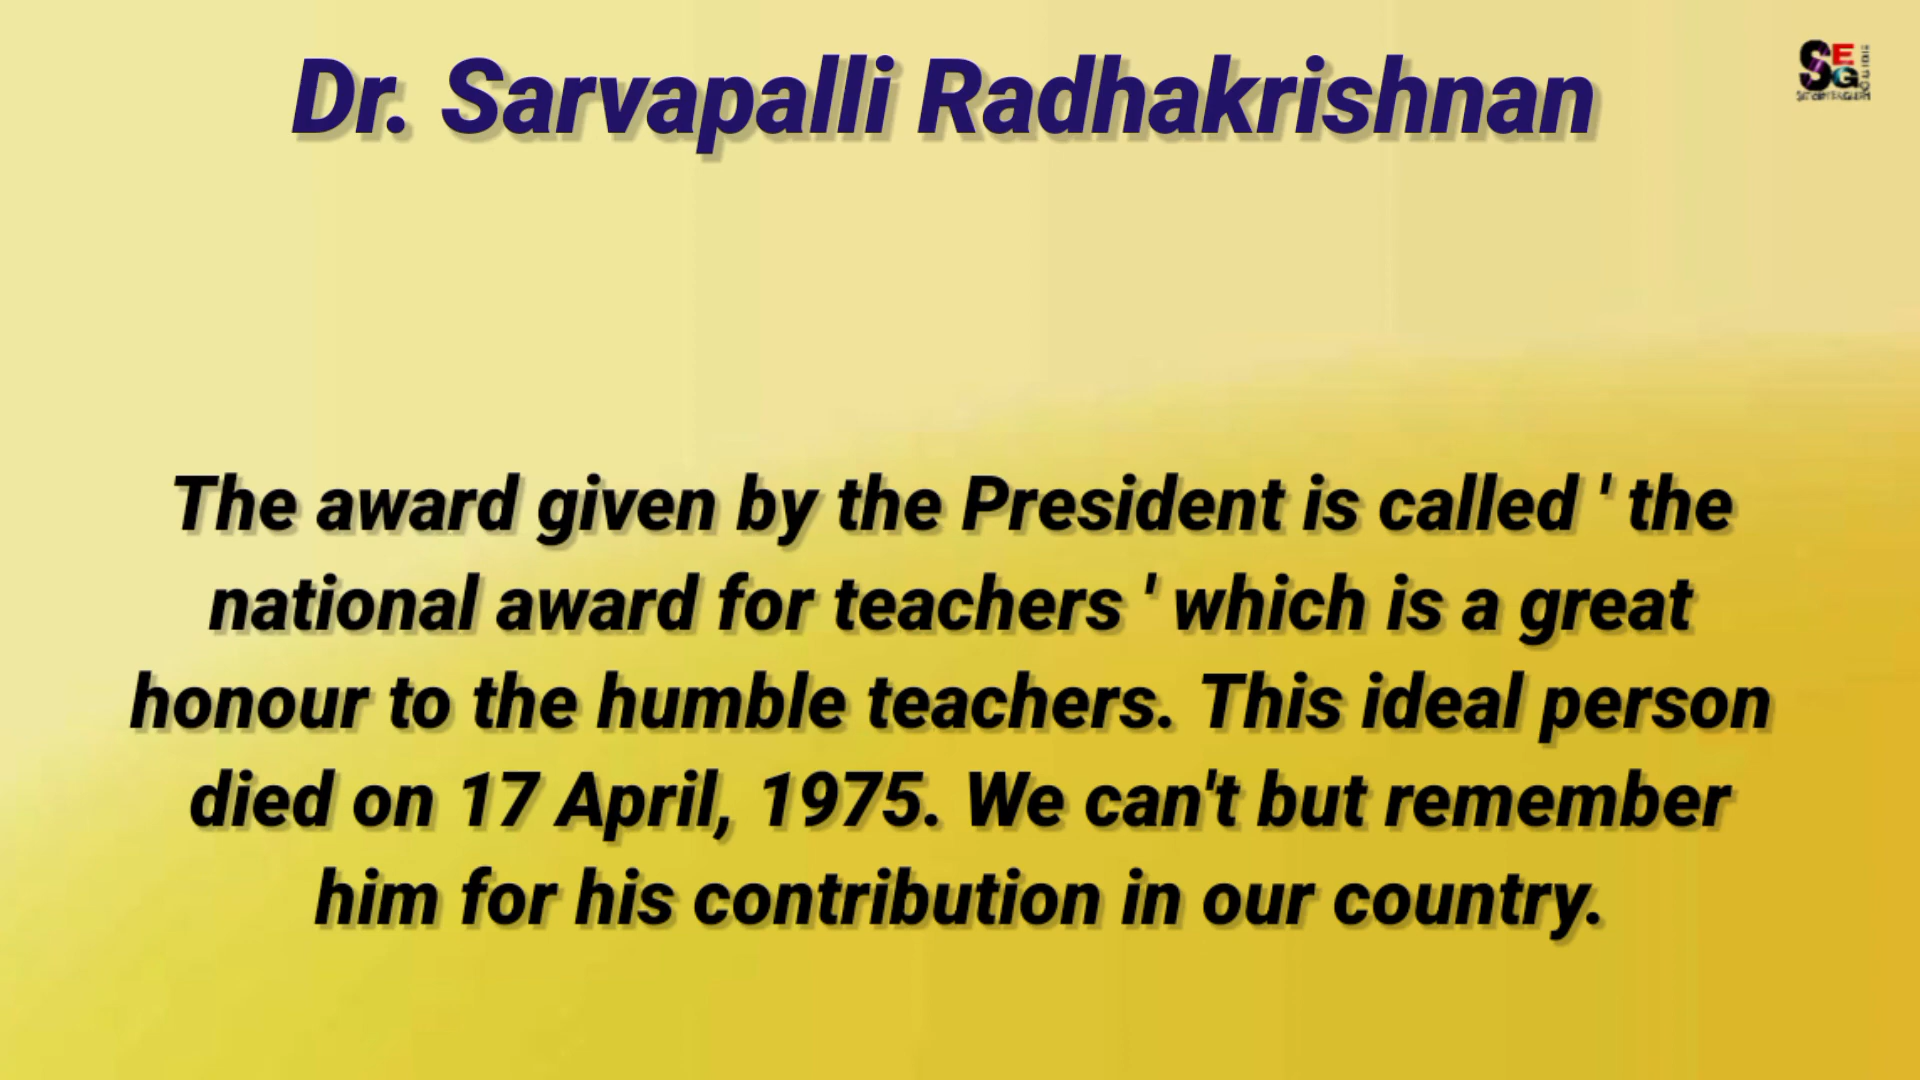 Dr. Sarvapalli Radhakrishnan
SEG
The award given by the President is called ' the
national award for teachers ' which is a great
honour to the humble teachers. This ideal person
died on 17 April, 1975. We can't but remember
him for his contribution in our country.